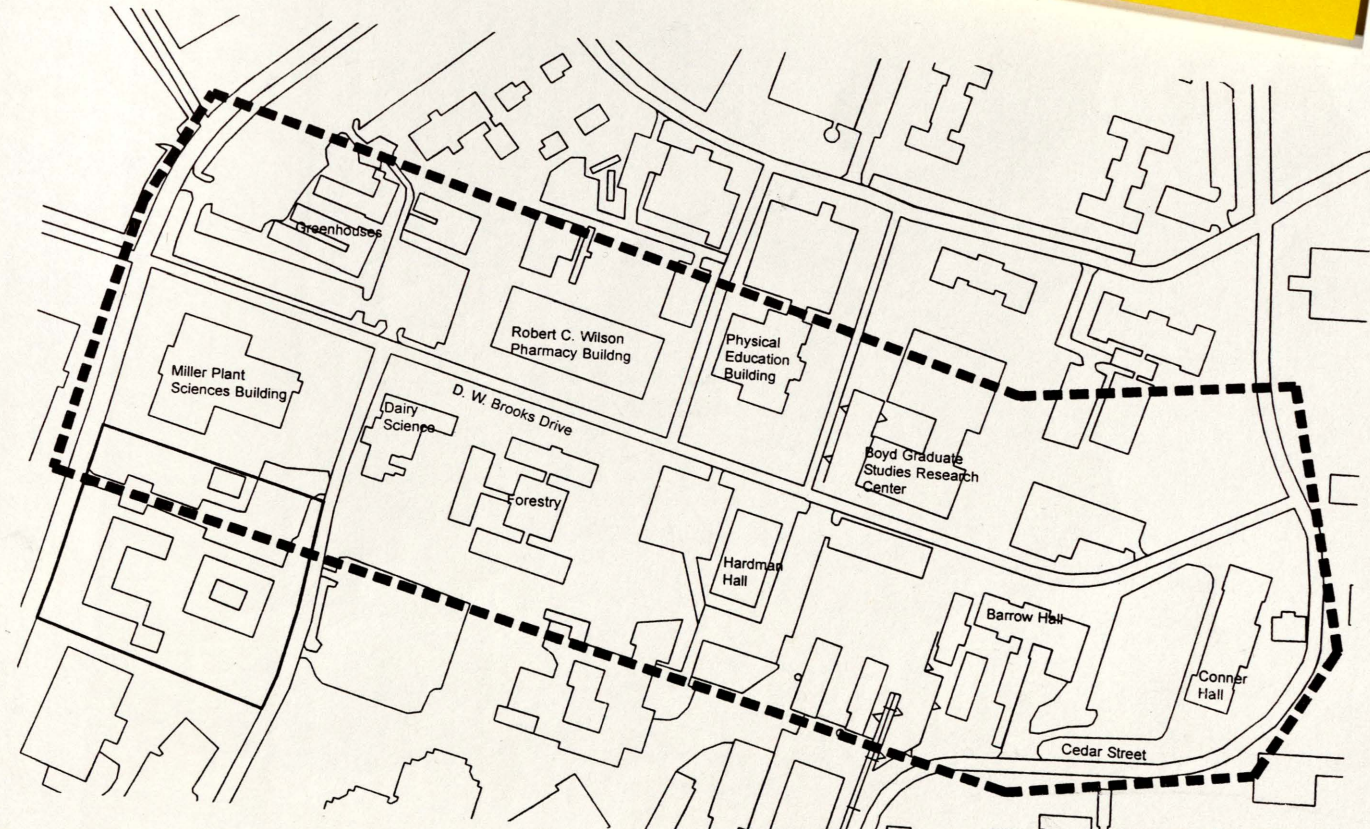 Greenhouses
Robert C. Wilson
Pharmacy Buildng
Physical
Education
Building
Miller Plant
Sciences Building
D. W. Brooks Drive
Dairy
Science
Boyd Graduate
Studies Research
Center
Forestry
Hardman
Hall
Barrow Hall
Conner
Hall
Cedar Street